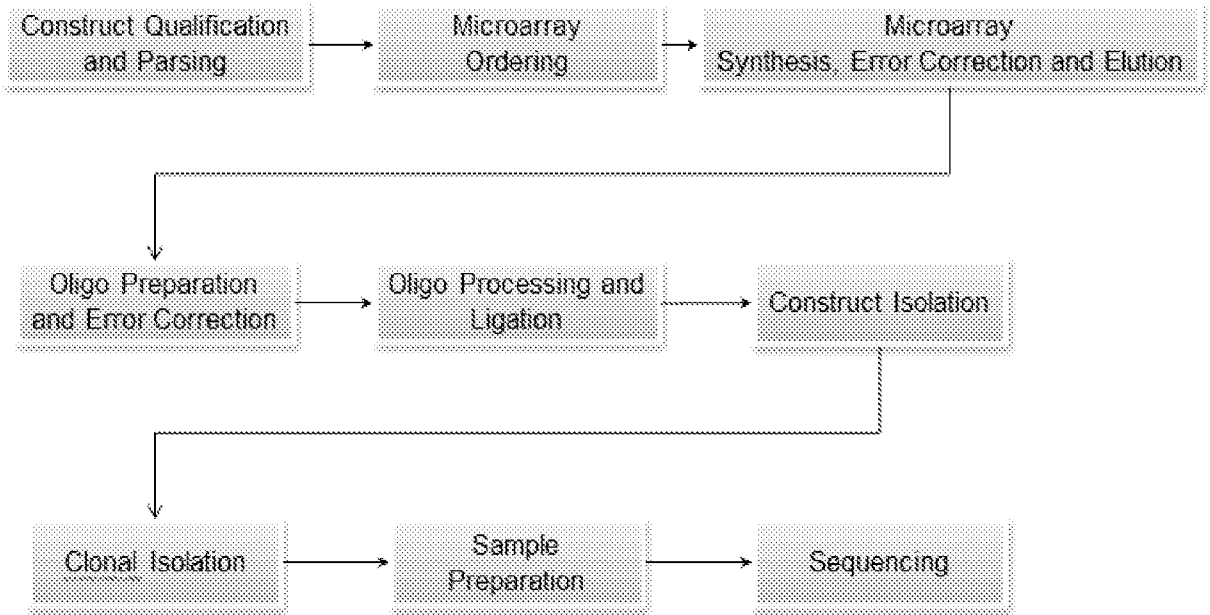 Construct Qualification
and Parsing
Microarray
Ordering
Microarray
Synthesis, Error Correction and Elution
Oligo Preparation
and Error Correction
Oligo Processing and
Ligation
Construct Isolation
Clonal Isolation
Sample
Preparation
Sequencing